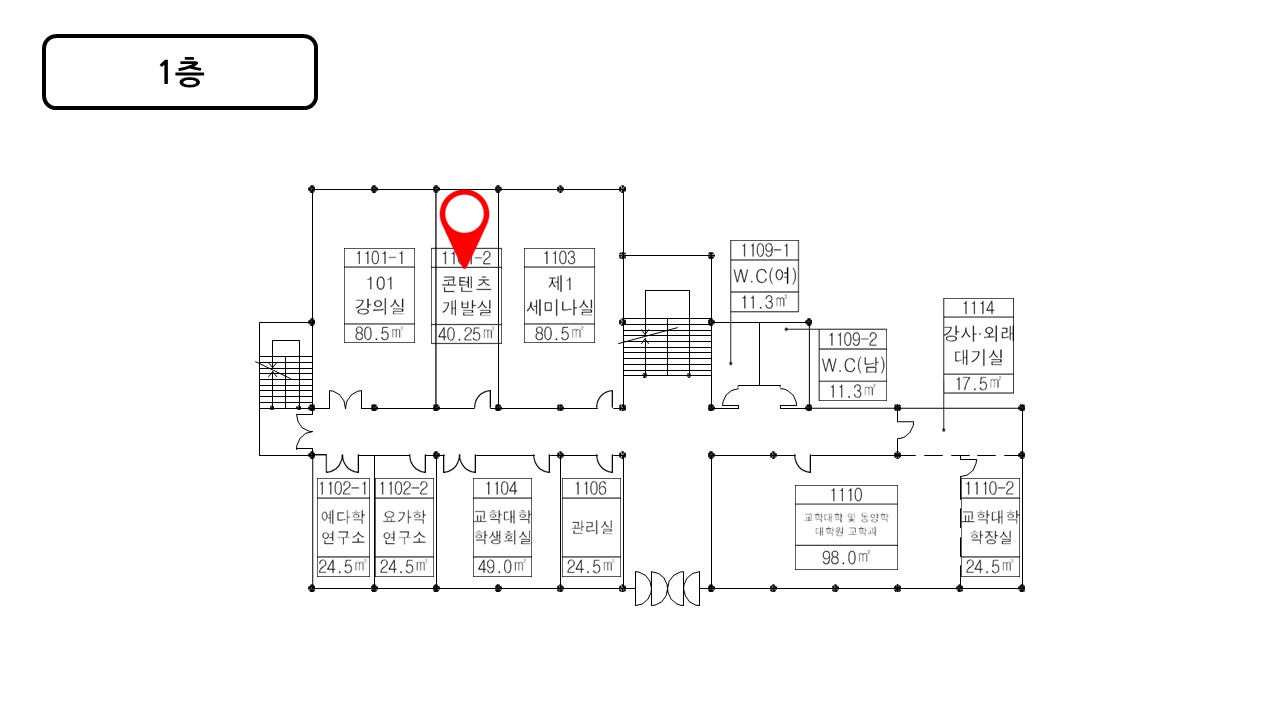 1층
1101-1
101
강의실
80.5㎡
1101-2
콘텐츠
개발실
40.25㎡
1103
제1
세미나실
80.5㎡
1109-1
W.C(여)
11.3㎡
1109-2
W.C(남)
11.3㎡
1114
강사·외래
대기실
17.5㎡
1102-1
예다학
연구소
24.5㎡
1102-2
요가학
연구소
24.5㎡
1104
교학대학
학생회실
49.0㎡
1106
관리실
24.5㎡
1110
교학대학 및 동양학
대학원 교학과
98.0㎡
1110-2
교학대학
학장실
24.5㎡